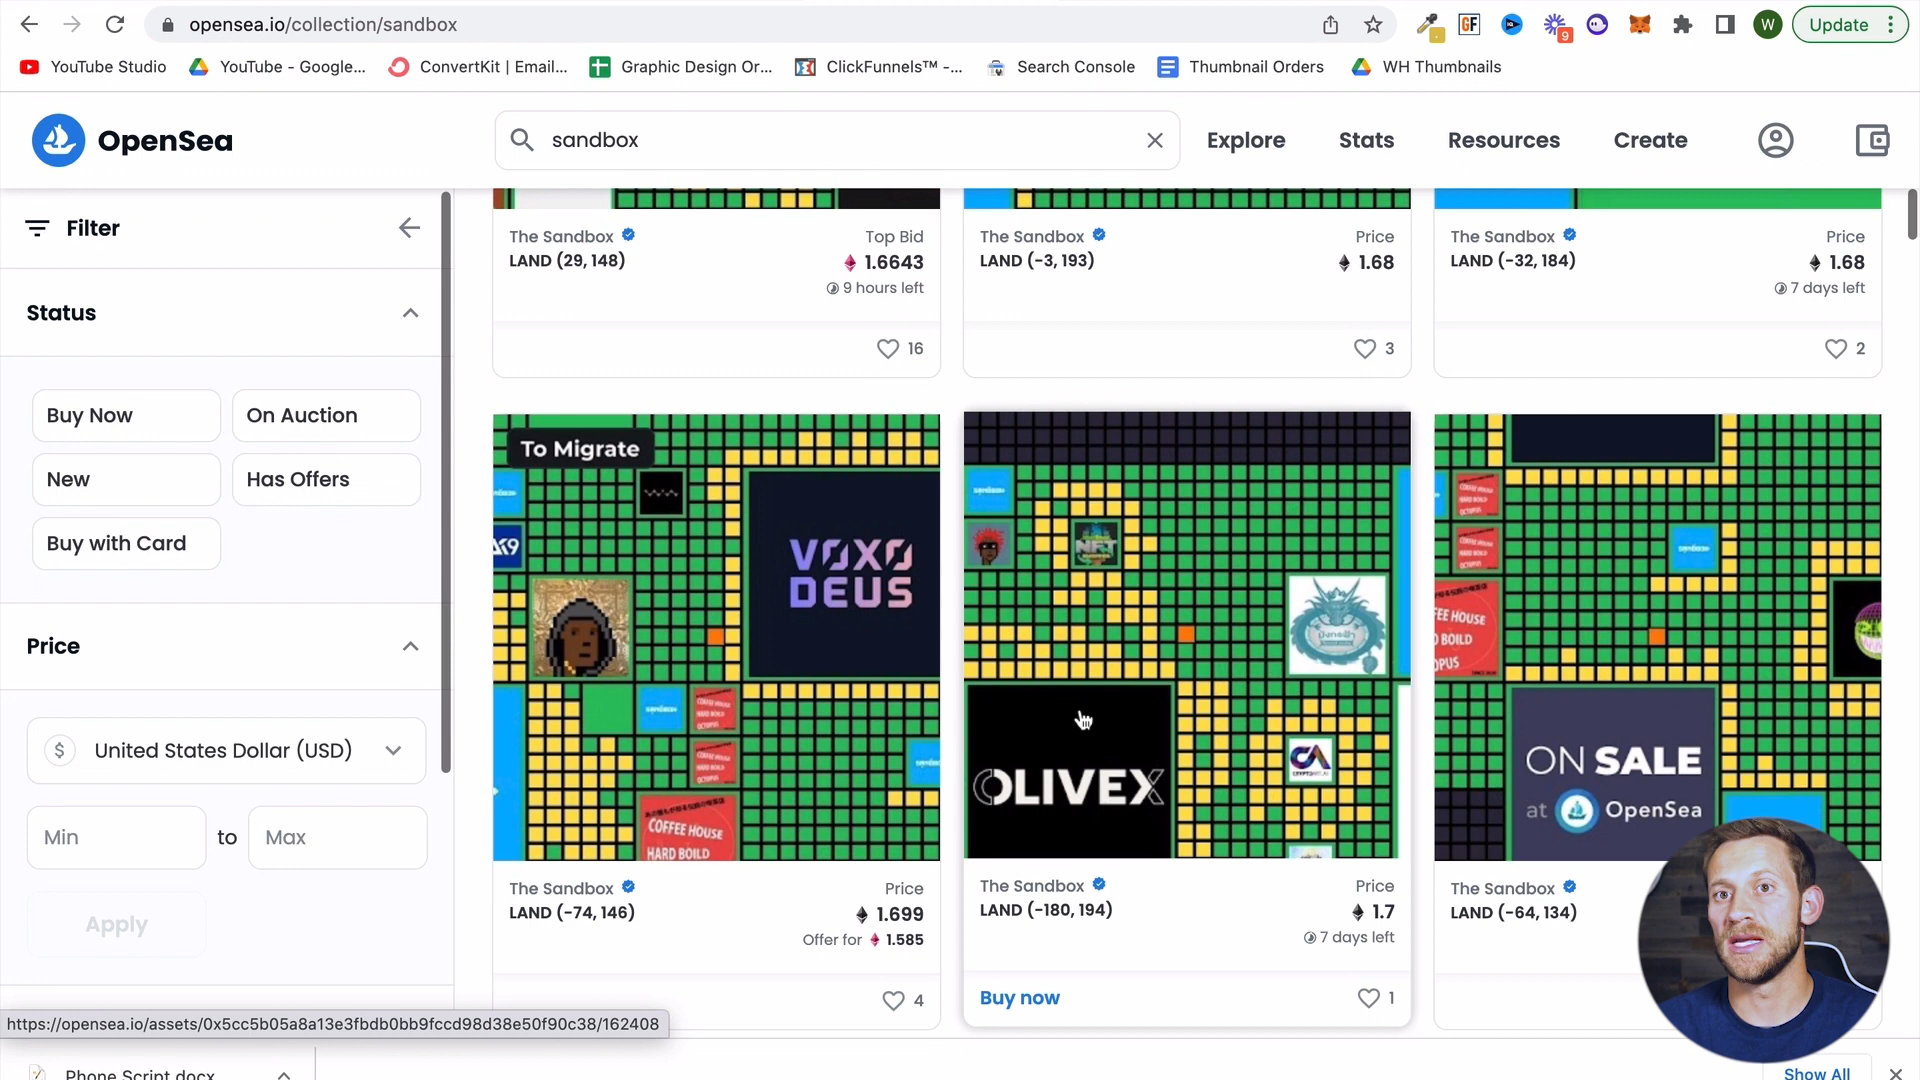 opensea.io/collection/sandbox
GF
9
W
Update
YouTube Studio
YouTube - Google...
ConvertKit | Email...
Graphic Design Or...
ClickFunnels™ -...
Search Console
Thumbnail Orders
WH Thumbnails
OpenSea
sandbox
Explore
Stats
Resources
Create
Filter
Status
Buy Now
On Auction
New
Has Offers
Buy with Card
Price
$ United States Dollar (USD)
Min
to
Max
Apply
The Sandbox
Top Bid
LAND (29, 148)
1.6643
9 hours left
16
The Sandbox
Price
LAND (-3, 193)
1.68
3
The Sandbox
Price
LAND (-32, 184)
1.68
7 days left
2
To Migrate
VOXO
DEUS
COFFEE HOUSE
HARD BOILD
The Sandbox
Price
LAND (-74, 146)
1.699
Offer for 1.585
4
NFT
OLIVEX
CA
The Sandbox
Price
LAND (-180, 194)
1.7
7 days left
Buy now
1
ON SALE
at OpenSea
The Sandbox
LAND (-64, 134)
https://opensea.io/assets/0x5cc5b05a8a13e3fbdb0bb9fccd98d38e50f90c38/162408
Phone Script.docx
Show All